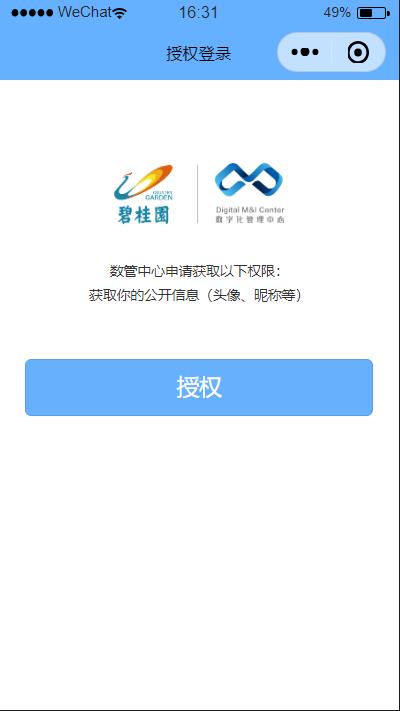 ●●●●● WeChat 16:31 49%
授权登录
COUNTRY
GARDEN
碧桂園
Digital M&I Center
数字化管理中心
数管中心申请获取以下权限：
获取你的公开信息（头像、昵称等）
授权